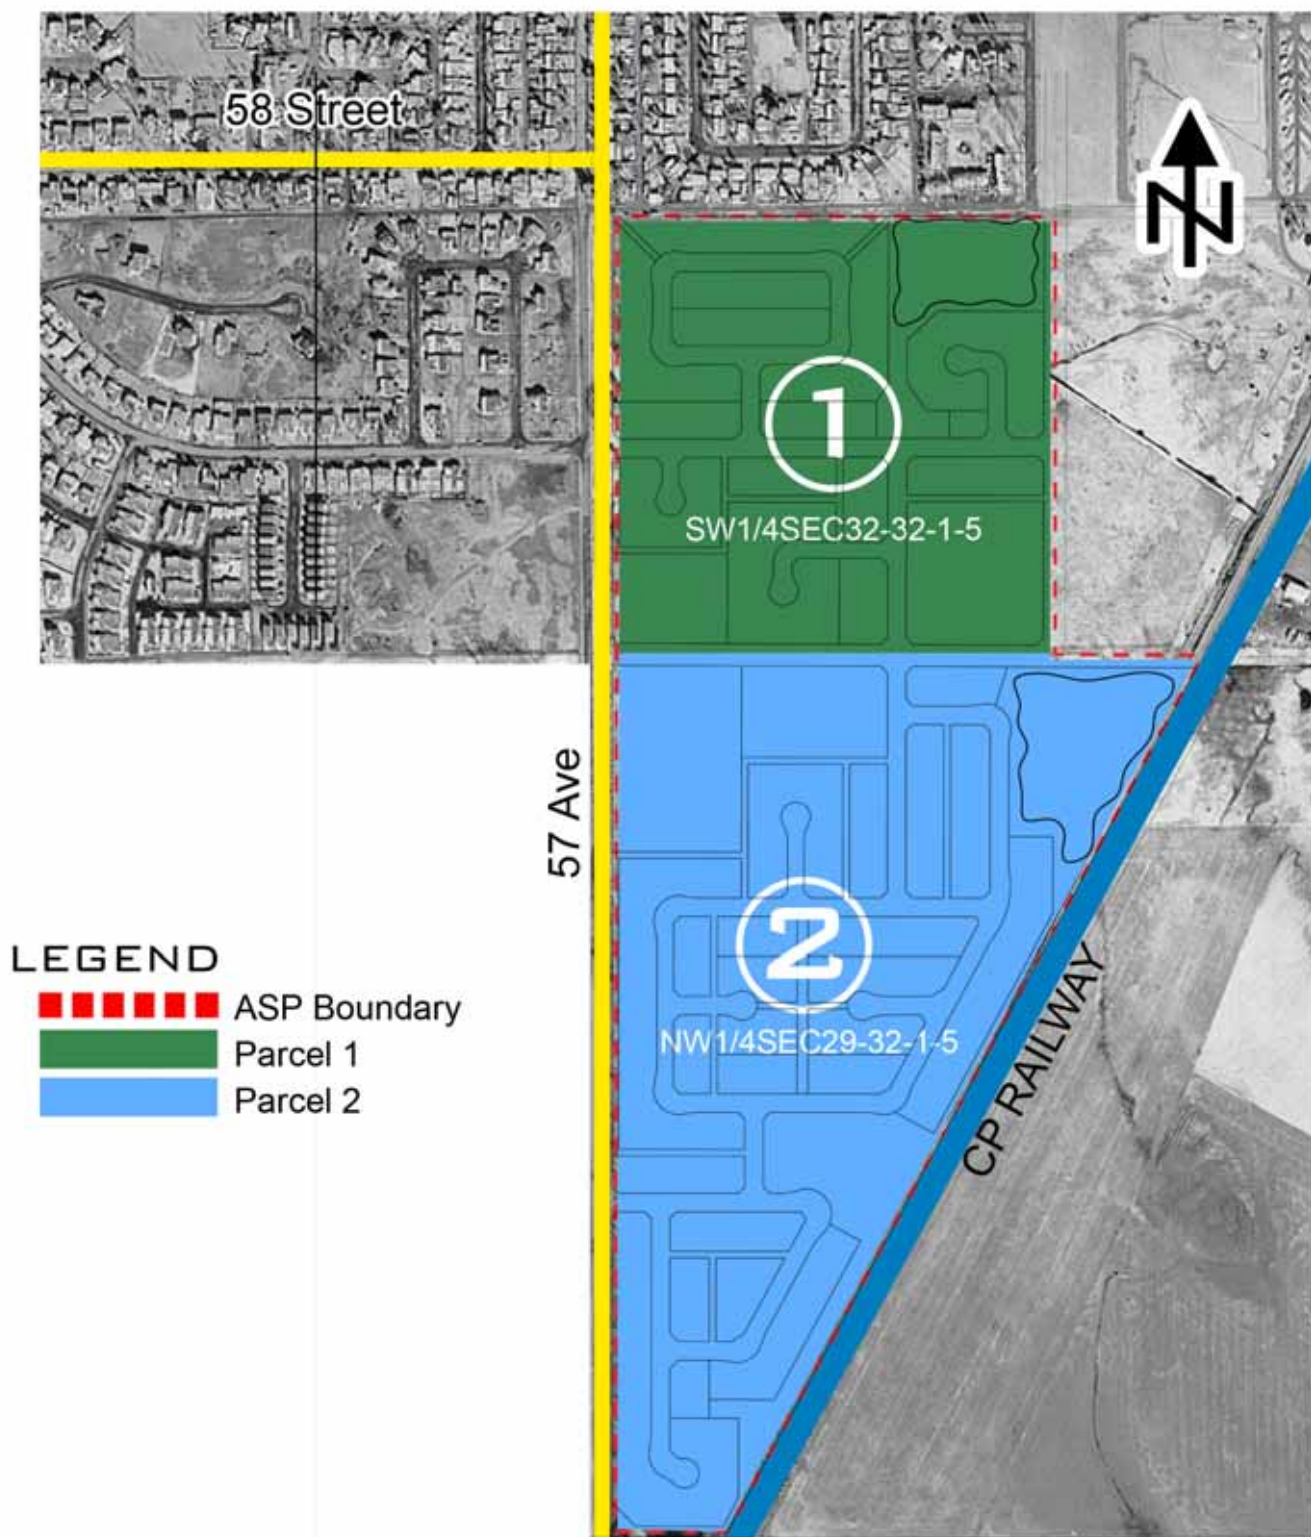 58 Street
N
1
SW1/4SEC32-32-1-5
57 Ave
2
NW1/4SEC29-32-1-5
CP RAILWAY
LEGEND
ASP Boundary
Parcel 1
Parcel 2